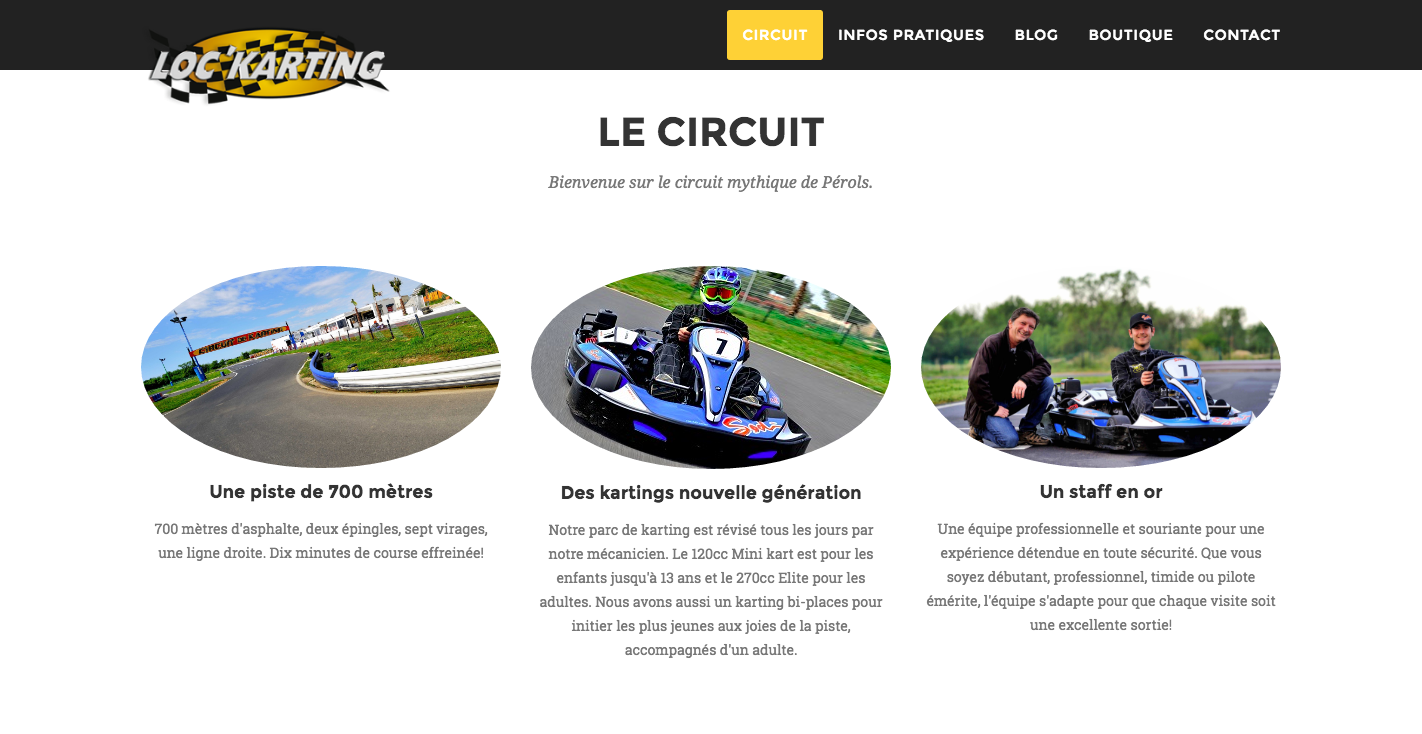 LOC'KARTING
CIRCUIT
INFOS PRATIQUES
BLOG
BOUTIQUE
CONTACT
LE CIRCUIT
Bienvenue sur le circuit mythique de Pérols.
7
7
Sodi
Une piste de 700 mètres
700 mètres d'asphalte, deux épingles, sept virages,
une ligne droite. Dix minutes de course effreinée!
Des kartings nouvelle génération
Notre parc de karting est révisé tous les jours par
notre mécanicien. Le 120cc Mini kart est pour les
enfants jusqu'à 13 ans et le 270cc Elite pour les
adultes. Nous avons aussi un karting bi-places pour
initier les plus jeunes aux joies de la piste,
accompagnés d'un adulte.
Un staff en or
Une équipe professionnelle et souriante pour une
expérience détendue en toute sécurité. Que vous
soyez débutant, professionnel, timide ou pilote
émérite, l'équipe s'adapte pour que chaque visite soit
une excellente sortie!